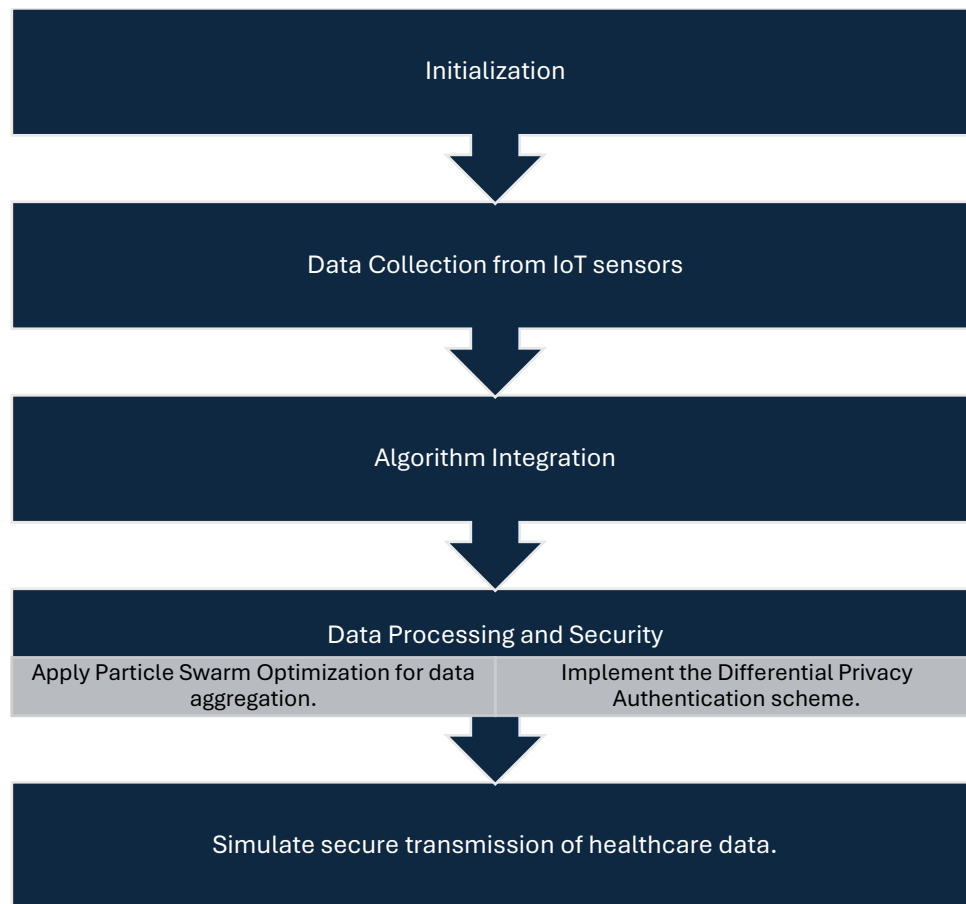 Initialization
Data Collection from IoT sensors
Algorithm Integration
Data Processing and Security
Apply Particle Swarm Optimization for data
aggregation.
Implement the Differential Privacy
Authentication scheme.
Simulate secure transmission of healthcare data.